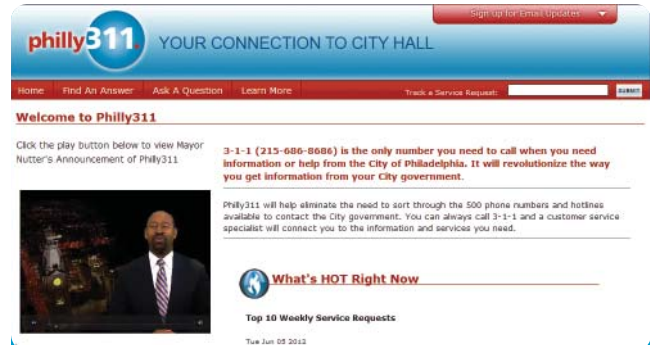 Sign up for Email Updates
philly311.
YOUR CONNECTION TO CITY HALL
Home Find An Answer Ask A Question Learn More Track a Service Request: SUBMIT
Welcome to Philly311
Click the play button below to view Mayor
Nutter's Announcement of Philly311
3-1-1 (215-686-8686) is the only number you need to call when you need
information or help from the City of Philadelphia. It will revolutionize the way
you get information from your City government.
Philly311 will help eliminate the need to sort through the 500 phone numbers and hotlines
available to contact the City government. You can always call 3-1-1 and a customer service
specialist will connect you to the information and services you need.
What's HOT Right Now
Top 10 Weekly Service Requests
Tue Jun 05 2012